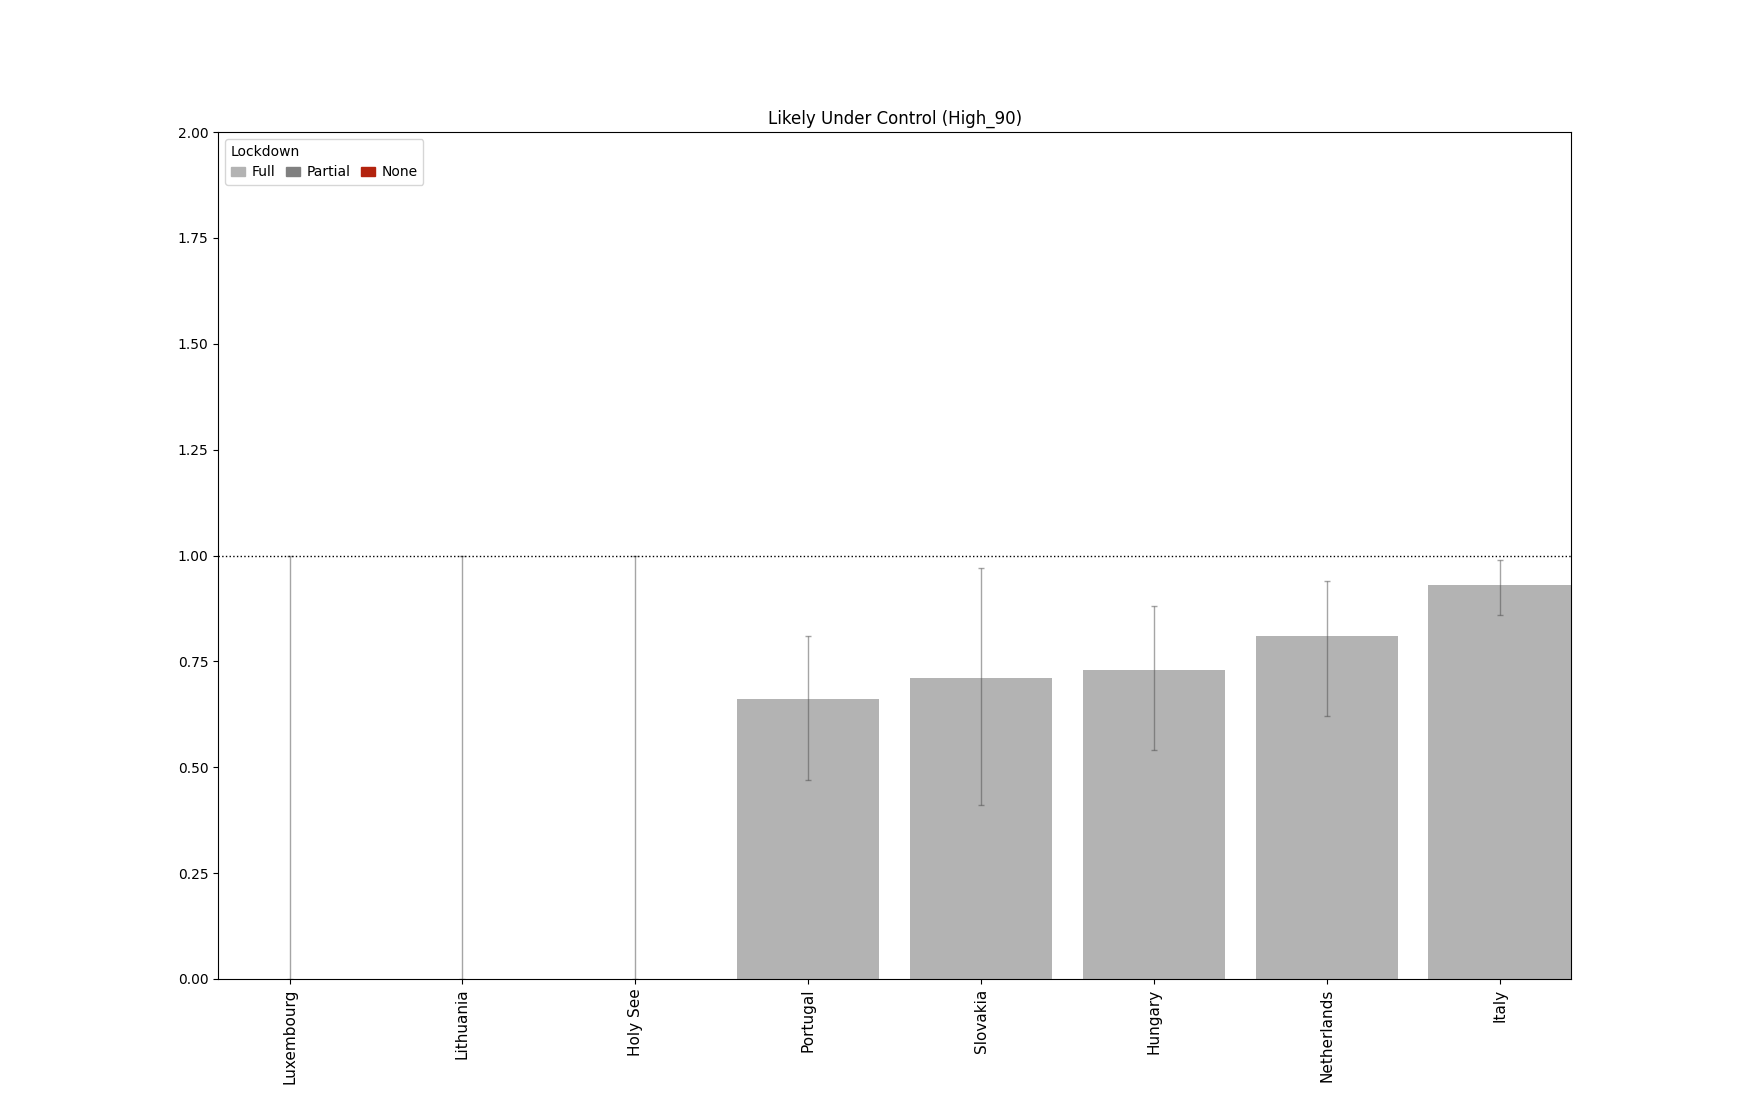 Likely Under Control (High_90)
Lockdown
Full Partial None
2.00
1.75
1.50
1.25
1.00
0.75
0.50
0.25
0.00
Luxembourg
Lithuania
Holy See
Portugal
Slovakia
Hungary
Netherlands
Italy